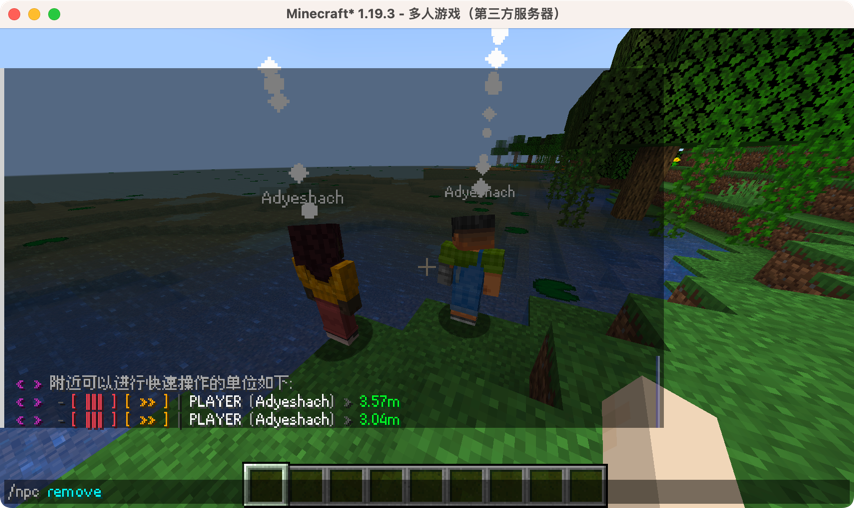 Minecraft* 1.19.3 - 多人游戏（第三方服务器）
Adyeshach
Adyeshach
附近可以进行快速操作的单位如下:
- [ ||| ] [ >> ] | PLAYER (Adyeshach) > 3.57m
- [ ||| ] [ >> ] | PLAYER (Adyeshach) > 3.04m
/npc remove